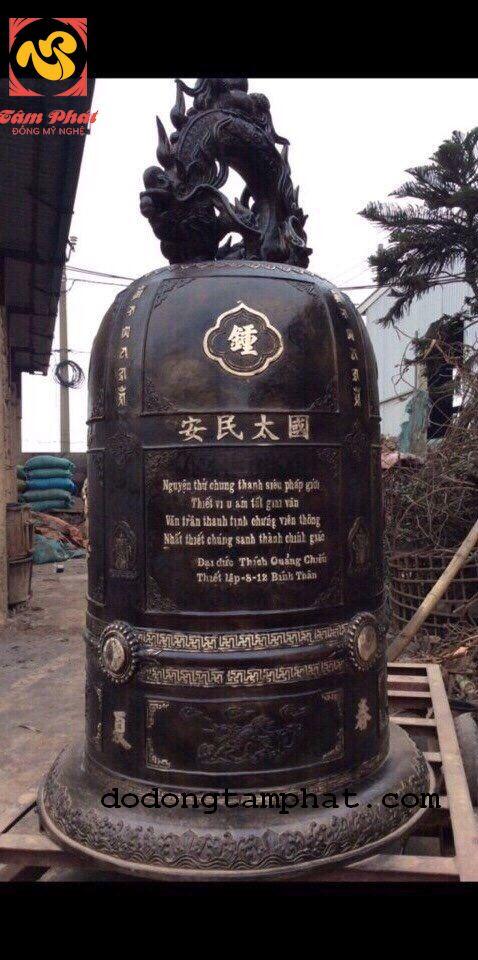 Tâm Phát
ĐỒNG MỸ NGHỆ
鍾
安民太國
Nguyện thử chung thanh siêu pháp giới
Thiết vi u ám tất giai văn
Văn trần thanh tịnh chứng viên thông
Nhất thiết chúng sanh thành chánh giác
Đại đức Thích Quảng Chiếu
Thiết lập-8-12 Bính Thân
夏
春
dodongtamphat.com